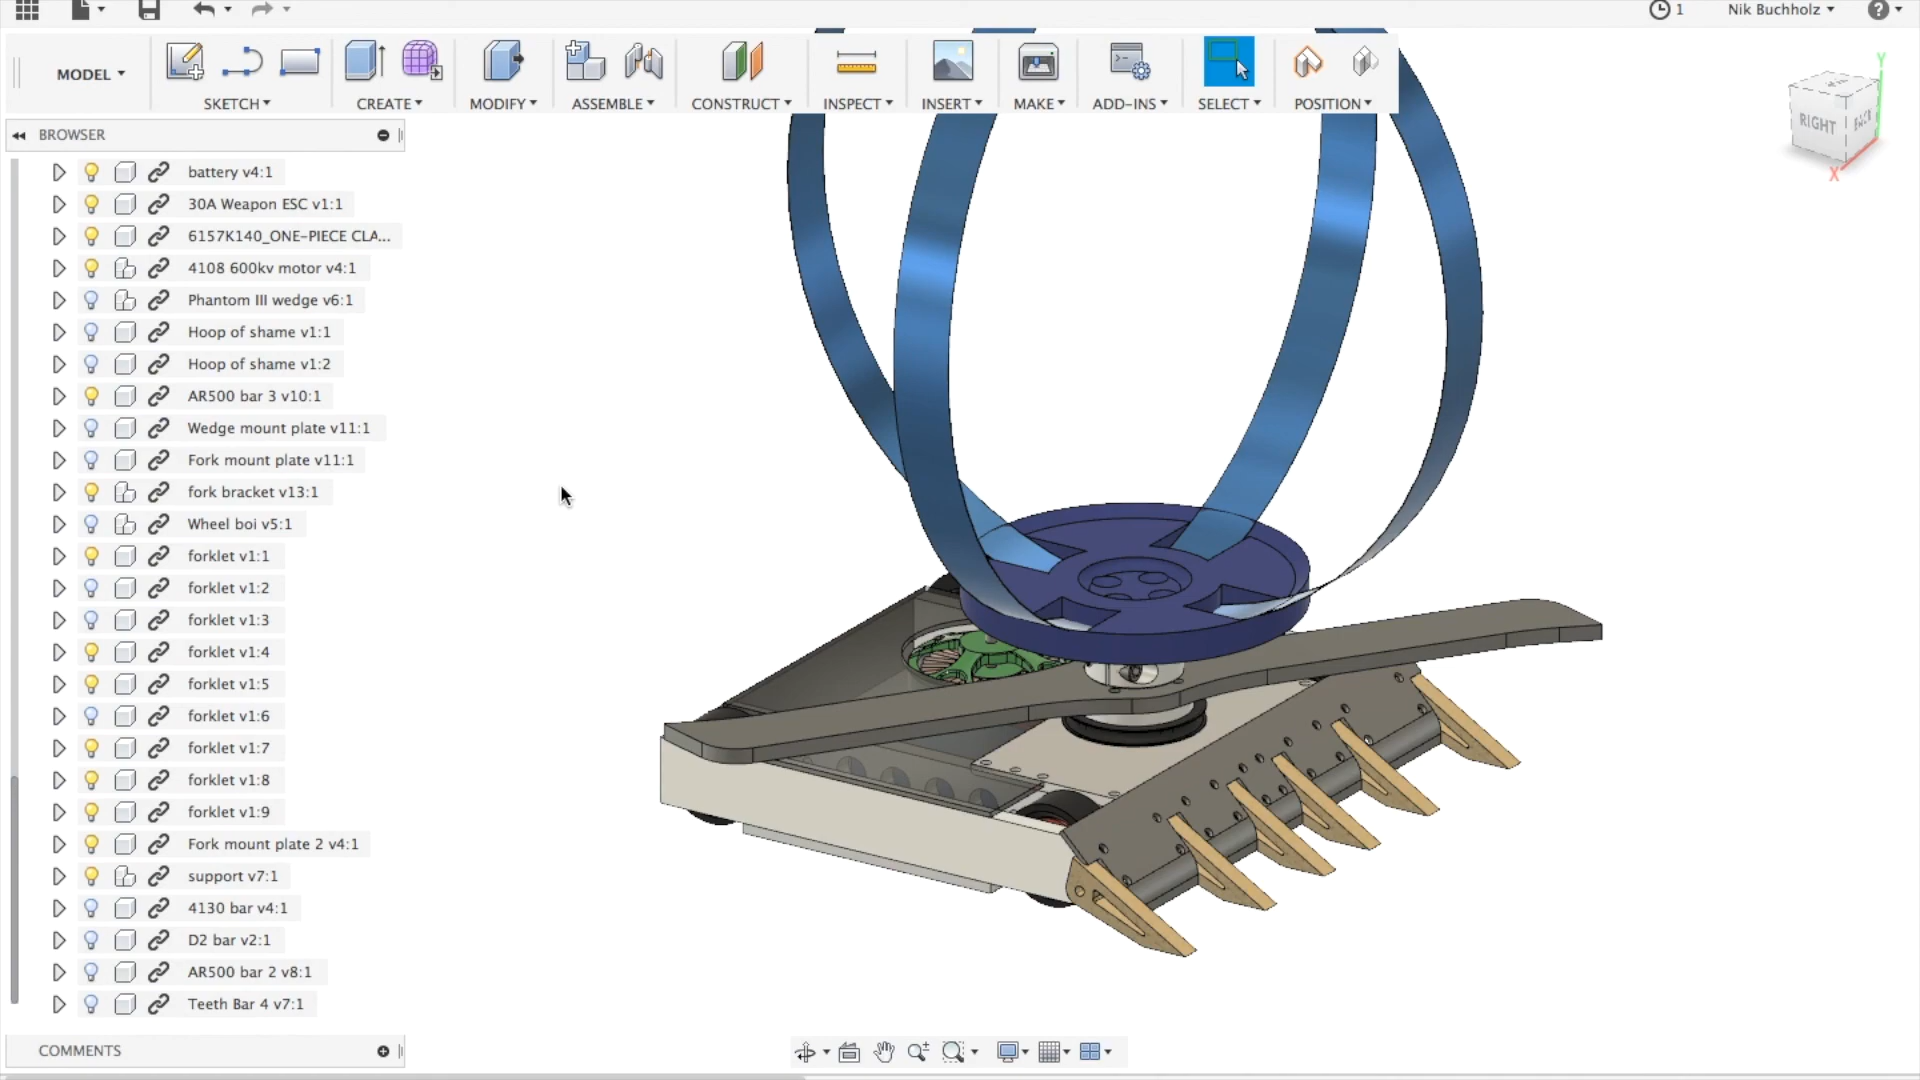 1
Nik Buchholz
MODEL
SKETCH
CREATE
MODIFY
ASSEMBLE
CONSTRUCT
INSPECT
INSERT
MAKE
ADD-INS
SELECT
POSITION
BROWSER
battery v4:1
30A Weapon ESC v1:1
6157K140_ONE-PIECE CLA...
4108 600kv motor v4:1
Phantom III wedge v6:1
Hoop of shame v1:1
Hoop of shame v1:2
AR500 bar 3 v10:1
Wedge mount plate v11:1
Fork mount plate v11:1
fork bracket v13:1
Wheel boi v5:1
forklet v1:1
forklet v1:2
forklet v1:3
forklet v1:4
forklet v1:5
forklet v1:6
forklet v1:7
forklet v1:8
forklet v1:9
Fork mount plate 2 v4:1
support v7:1
4130 bar v4:1
D2 bar v2:1
AR500 bar 2 v8:1
Teeth Bar 4 v7:1
COMMENTS
Y
RIGHT
BACK
X